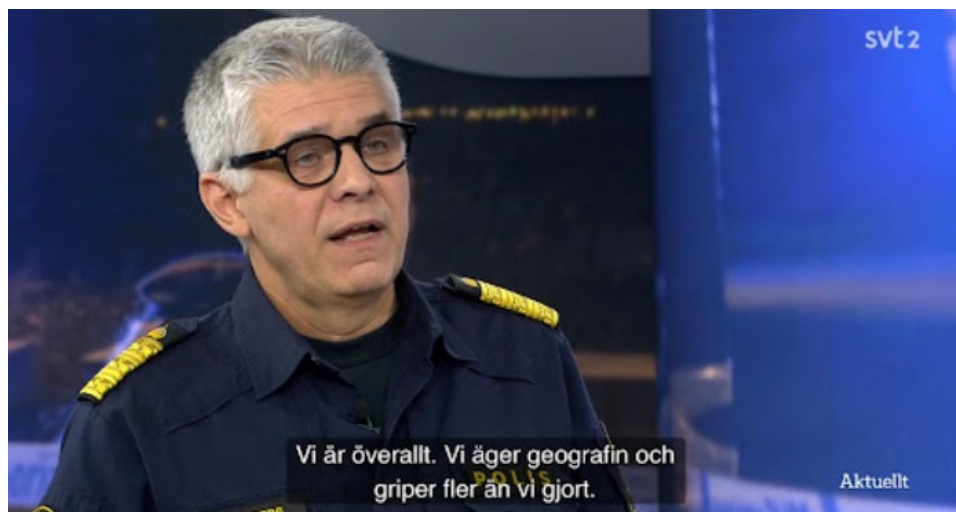 svt2
Vi är överallt. Vi äger geografin och
griper fler än vi gjort.
POLIS
Aktuellt